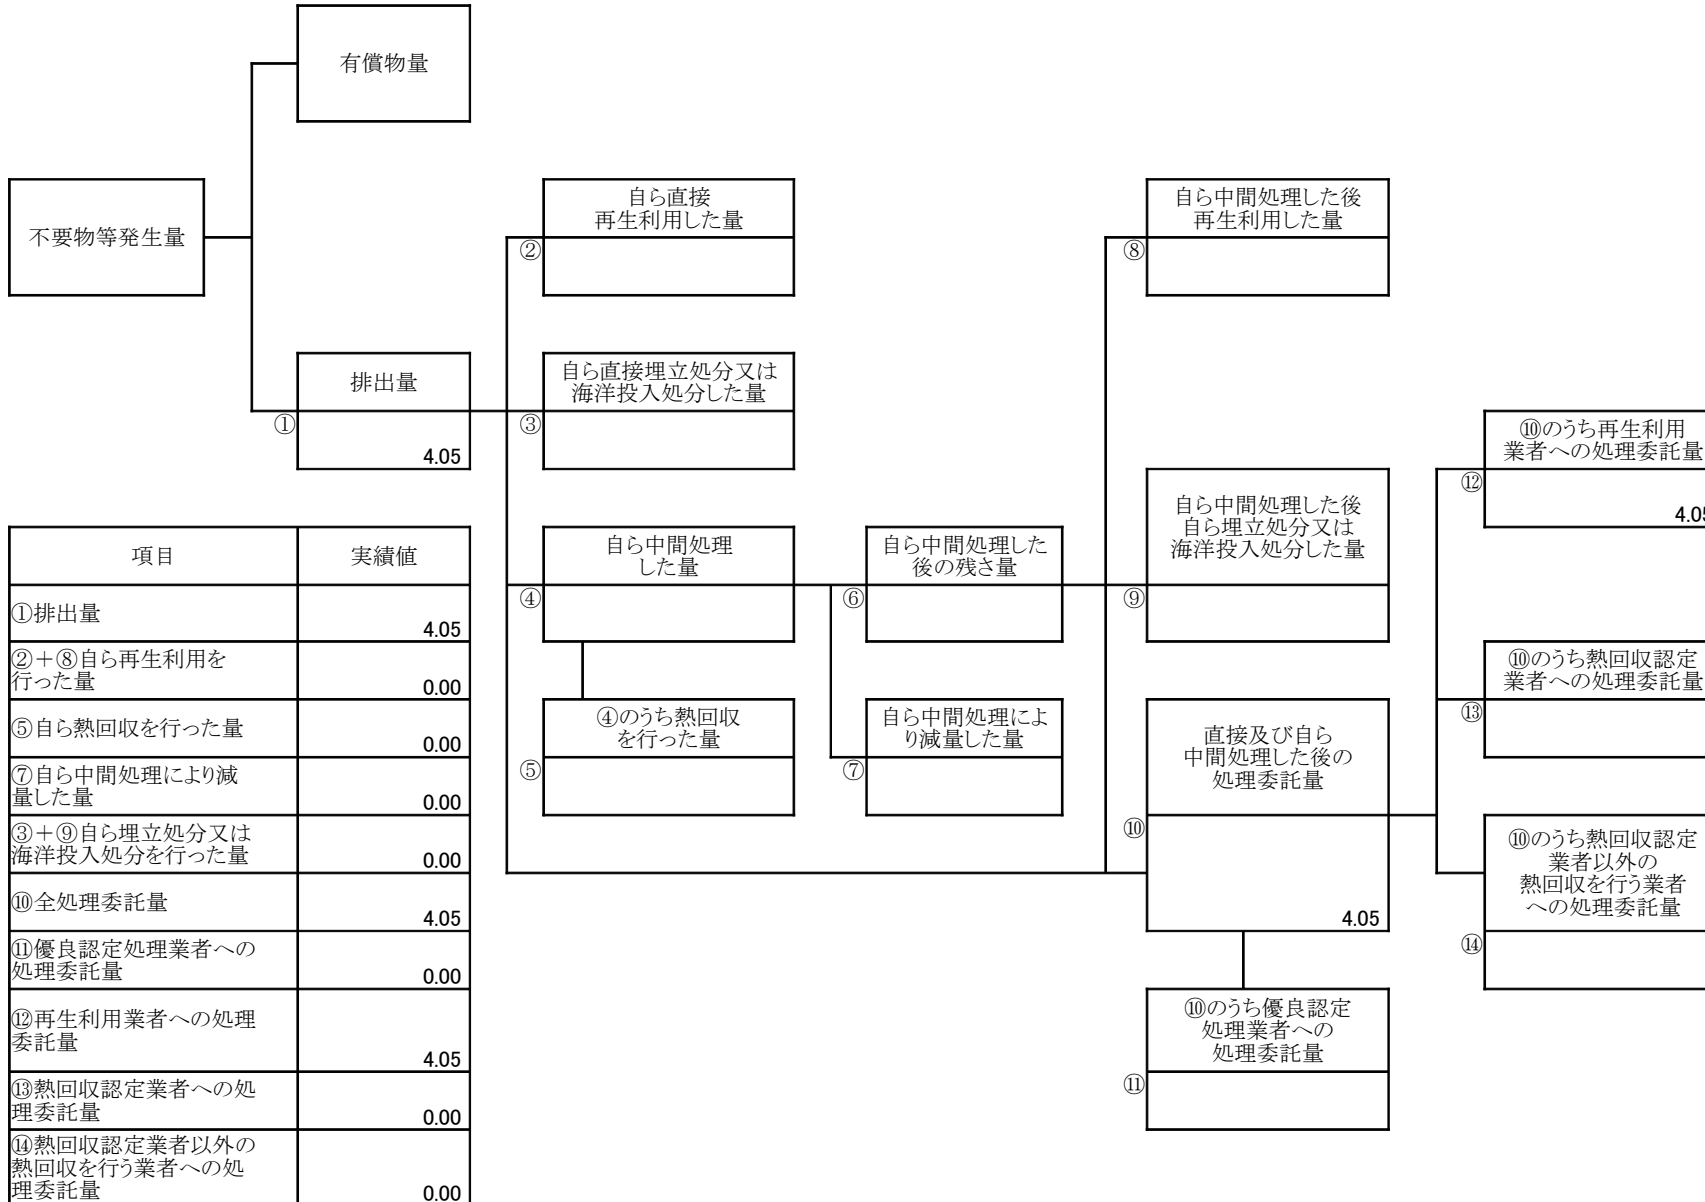 有償物量
不要物等発生量
自ら直接
再生利用した量
②
自ら中間処理した後
再生利用した量
⑧
排出量
①
4.05
自ら直接埋立処分又は
海洋投入処分した量
③
⑩のうち再生利用
業者への処理委託量
⑫
4.05
自ら中間処理
した量
④
自ら中間処理した
後の残さ量
⑥
自ら中間処理した後
自ら埋立処分又は
海洋投入処分した量
⑨
⑩のうち熱回収認定
業者への処理委託量
⑬
④のうち熱回収
を行った量
⑤
自ら中間処理によ
り減量した量
⑦
直接及び自ら
中間処理した後の
処理委託量
⑩
4.05
⑩のうち熱回収認定
業者以外の
熱回収を行う業者
への処理委託量
⑭
⑩のうち優良認定
処理業者への
処理委託量
⑪
項目 実績値
①排出量
4.05
②+⑧自ら再生利用を
行った量
0.00
⑤自ら熱回収を行った量
0.00
⑦自ら中間処理により減
量した量
0.00
③+⑨自ら埋立処分又は
海洋投入処分を行った量
0.00
⑩全処理委託量
4.05
⑪優良認定処理業者への
処理委託量
0.00
⑫再生利用業者への処理
委託量
4.05
⑬熱回収認定業者への処
理委託量
0.00
⑭熱回収認定業者以外の
熱回収を行う業者への処
理委託量
0.00